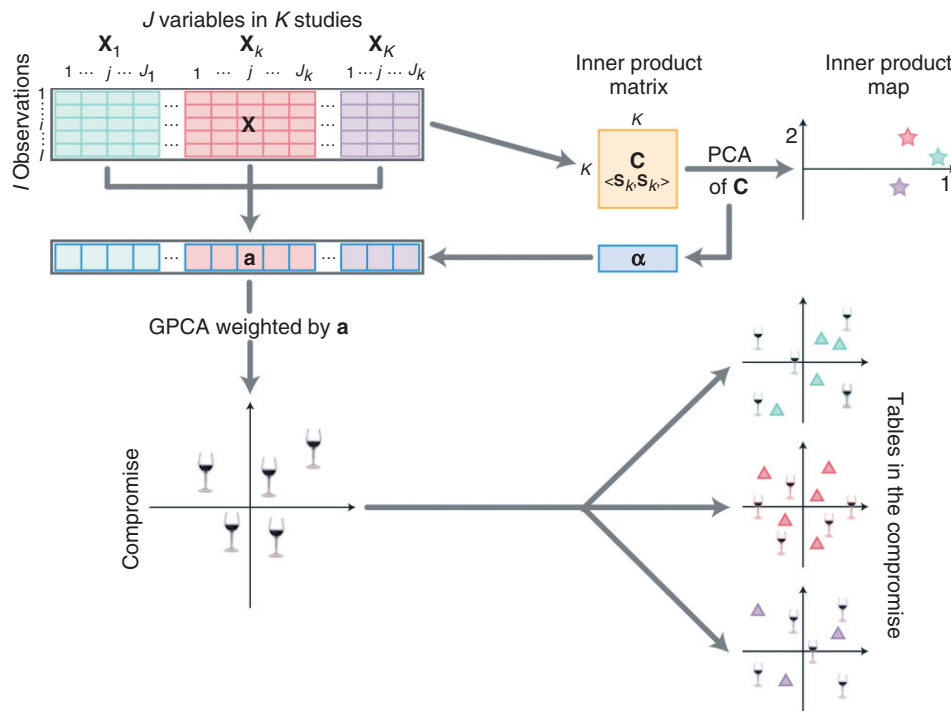 J variables in K studies
X1 Xk XK
1 ... j ... J1 1 ... j ... Jk 1 ... j ... Jk
I Observations
1
⋮
i
⋮
I
... X ...
Inner product
matrix
K
K
C
<Sk,Sk,>
PCA
of C
Inner product
map
2
1
... a ...
α
GPCA weighted by a
Compromise
Tables in the compromise